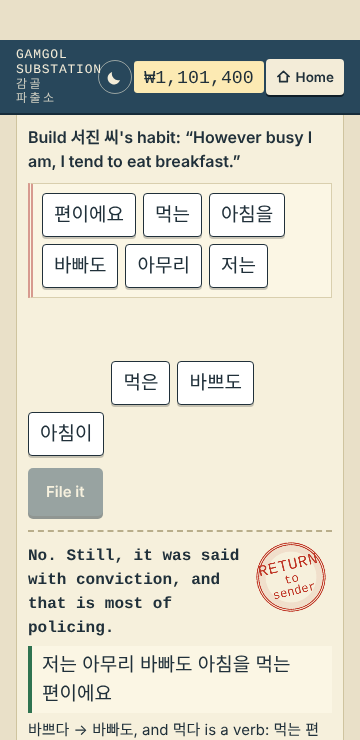 GAMGOL
SUBSTATION
감골
파출소
₩1,101,400
Home
Build 서진 씨's habit: “However busy I
am, I tend to eat breakfast.”
편이에요 먹는 아침을
바빠도 아무리 저는
먹은 바쁘도
아침이
File it
No. Still, it was said
with conviction, and
that is most of
policing.
RETURN
to
sender
저는 아무리 바빠도 아침을 먹는
편이에요
바쁘다 → 바빠도, and 먹다 is a verb: 먹는 편